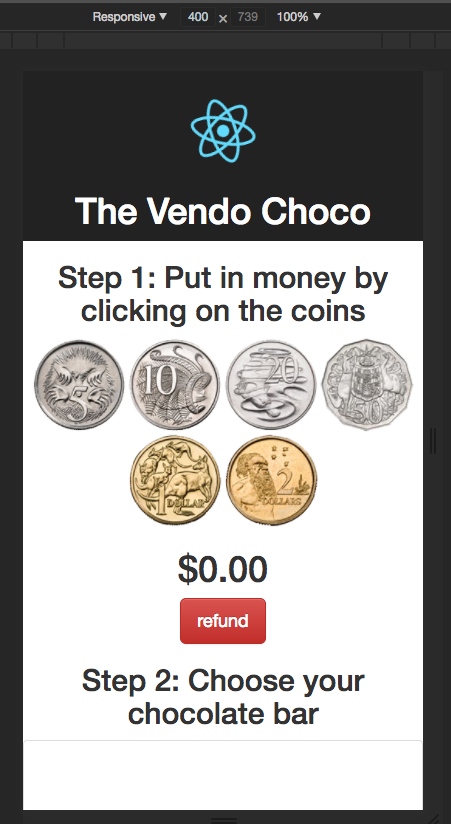 Responsive ▼ 400 × 739 100% ▼
The Vendo Choco
Step 1: Put in money by
clicking on the coins
5 10 20 50
1 DOLLAR 2 DOLLARS
$0.00
refund
Step 2: Choose your
chocolate bar